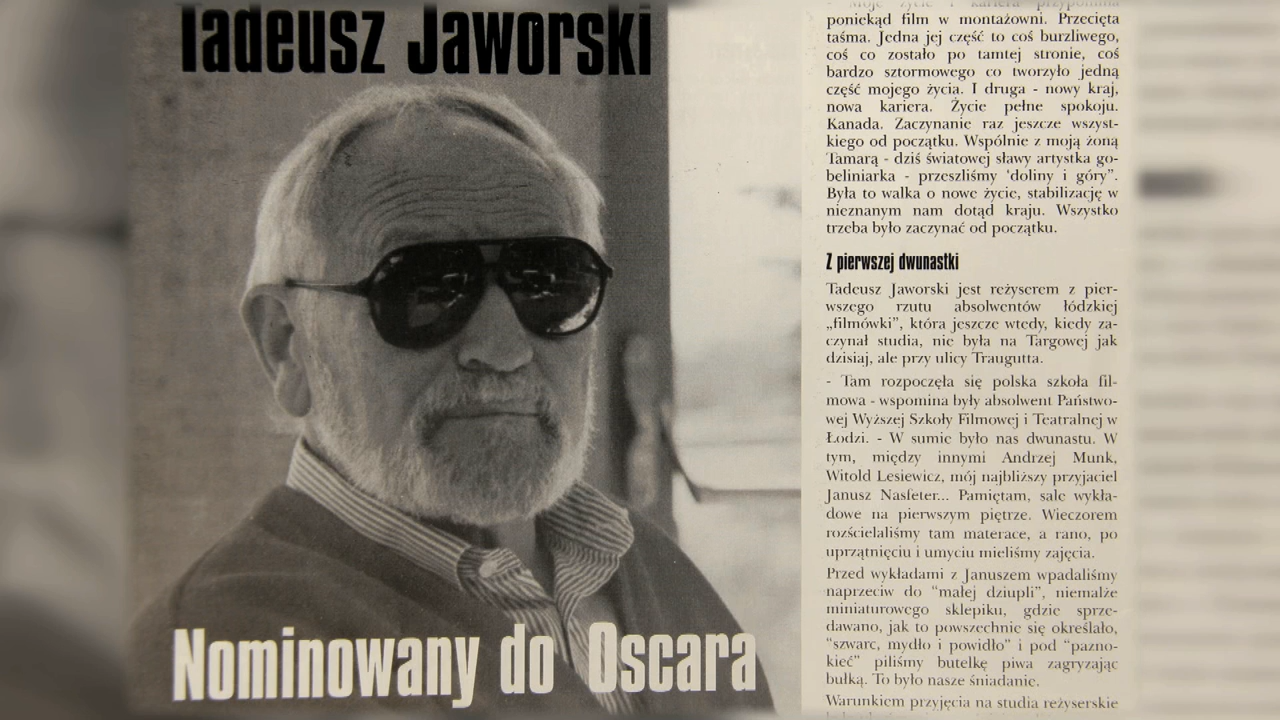 Tadeusz Jaworski
Nominowany do Oscara
- Moje życie i kariera przypomina
poniekąd film w montażowni. Przecięta
taśma. Jedna jej część to coś burzliwego,
coś co zostało po tamtej stronie, coś
bardzo sztormowego co tworzyło jedną
część mojego życia. I druga - nowy kraj,
nowa kariera. Życie pełne spokoju.
Kanada. Zaczynanie raz jeszcze wszyst-
kiego od początku. Wspólnie z moją żoną
Tamarą - dziś światowej sławy artystka go-
beliniarka - przeszliśmy 'doliny i góry".
Była to walka o nowe życie, stabilizację w
nieznanym nam dotąd kraju. Wszystko
trzeba było zaczynać od początku.
Z pierwszej dwunastki
Tadeusz Jaworski jest reżyserem z pier-
wszego rzutu absolwentów łódzkiej
„filmówki", która jeszcze wtedy, kiedy za-
czynał studia, nie była na Targowej jak
dzisiaj, ale przy ulicy Traugutta.
- Tam rozpoczęła się polska szkoła fil-
mowa - wspomina były absolwent Państwo-
wej Wyższej Szkoły Filmowej i Teatralnej w
Łodzi. - W sumie było nas dwunastu. W
tym, między innymi Andrzej Munk,
Witold Lesiewicz, mój najbliższy przyjaciel
Janusz Nasfeter... Pamiętam, sale wykła-
dowe na pierwszym piętrze. Wieczorem
rozścielaliśmy tam materace, a rano, po
uprzątnięciu i umyciu mieliśmy zajęcia.
Przed wykładami z Januszem wpadaliśmy
naprzeciw do "małej dziupli", niemalże
miniaturowego sklepiku, gdzie sprze-
dawano, jak to powszechnie się określało,
"szwarc, mydło i powidło" i pod "pazno-
kieć" piliśmy butelkę piwa zagryzając
bułką. To było nasze śniadanie.
Warunkiem przyjęcia na studia reżyserskie